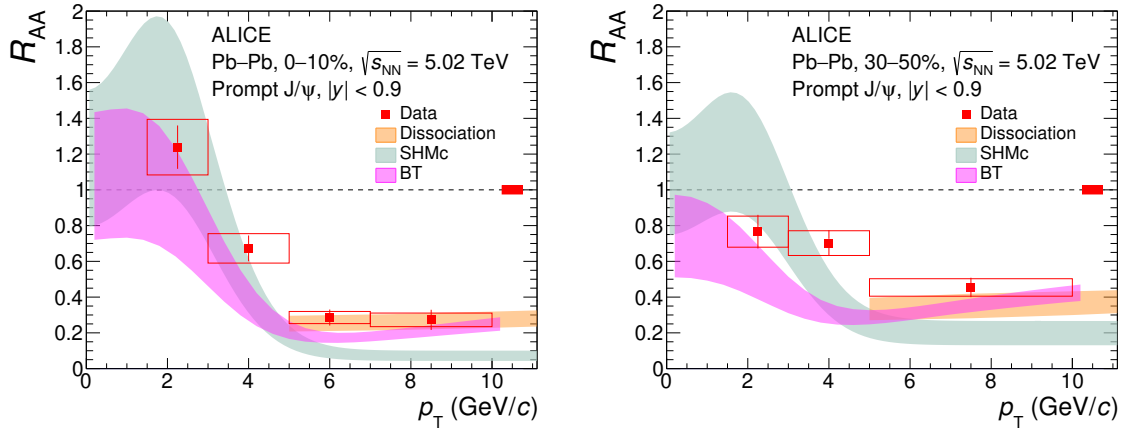 R_AA
2
1.8
1.6
1.4
1.2
1
0.8
0.6
0.4
0.2
0
ALICE
Pb–Pb, 0–10%, √s_NN = 5.02 TeV
Prompt J/ψ, |y| < 0.9
Data
Dissociation
SHMc
BT
0 2 4 6 8 10
p_T (GeV/c)
R_AA
2
1.8
1.6
1.4
1.2
1
0.8
0.6
0.4
0.2
0
ALICE
Pb–Pb, 30–50%, √s_NN = 5.02 TeV
Prompt J/ψ, |y| < 0.9
Data
Dissociation
SHMc
BT
0 2 4 6 8 10
p_T (GeV/c)